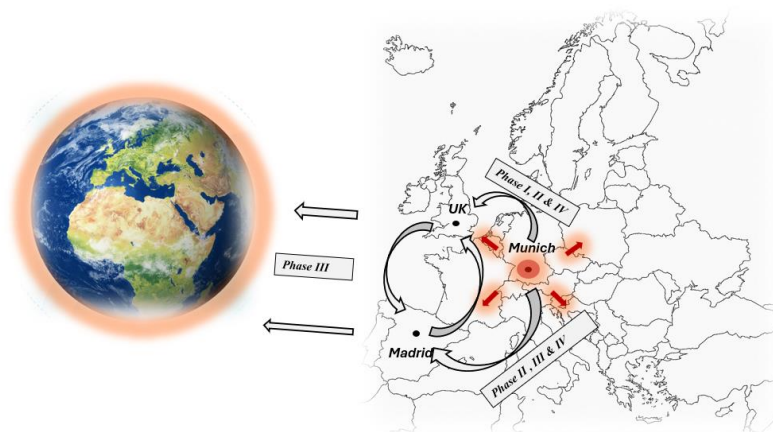 Phase I, II & IV
UK
Munich
Phase III
Madrid
Phase II , III & IV